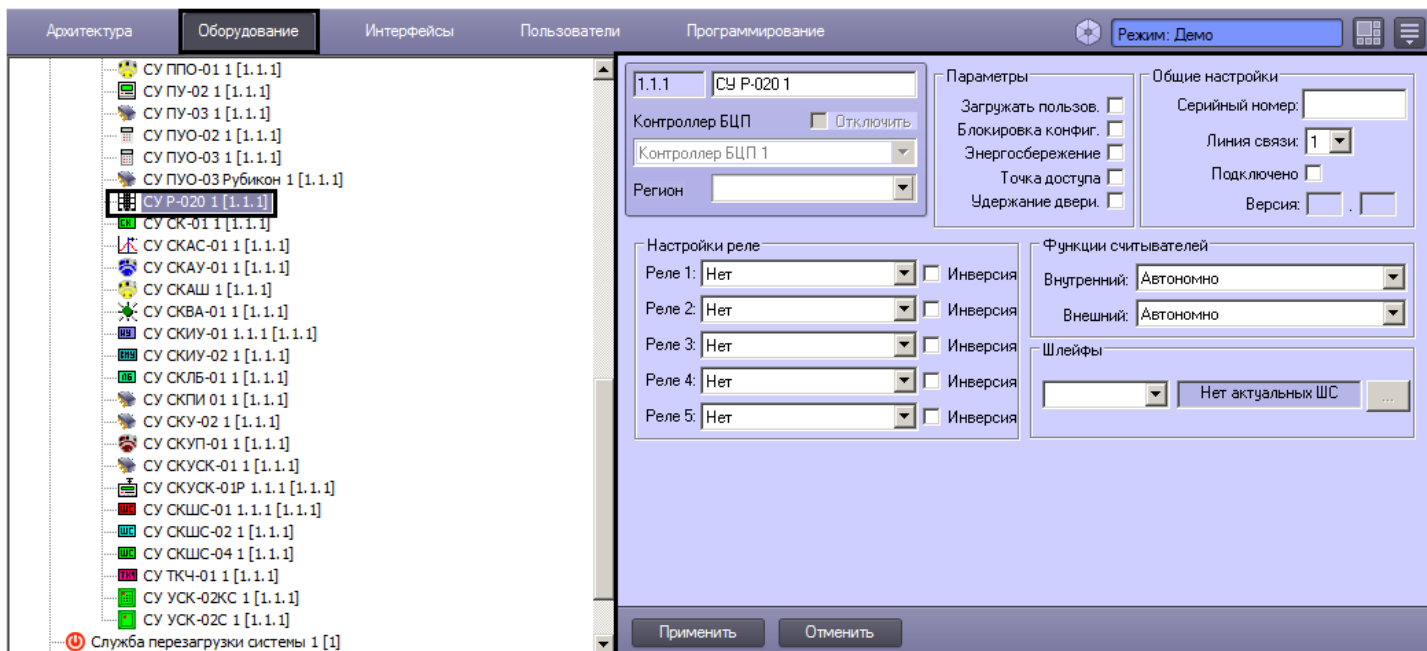 Архитектура Оборудование Интерфейсы Пользователи Программирование Режим: Демо
СУ ППО-01 1 [1.1.1]
СУ ПУ-02 1 [1.1.1]
СУ ПУ-03 1 [1.1.1]
СУ ПУО-02 1 [1.1.1]
СУ ПУО-03 1 [1.1.1]
СУ ПУО-03 Рубикон 1 [1.1.1]
СУ Р-020 1 [1.1.1]
СК СУ СК-01 1 [1.1.1]
СУ СКАС-01 1 [1.1.1]
СУ СКАУ-01 1 [1.1.1]
СУ СКАШ 1 [1.1.1]
СУ СКВА-01 1 [1.1.1]
ИУ СУ СКИУ-01 1.1.1 [1.1.1]
СУ СКИУ-02 1 [1.1.1]
ЛБ СУ СКЛБ-01 1 [1.1.1]
СУ СКПИ 01 1 [1.1.1]
СУ СКУ-02 1 [1.1.1]
СУ СКУП-01 1 [1.1.1]
СУ СКУСК-01 1 [1.1.1]
СУ СКУСК-01Р 1.1.1 [1.1.1]
ШС СУ СКШС-01 1.1.1 [1.1.1]
ШС СУ СКШС-02 1 [1.1.1]
ШС СУ СКШС-04 1 [1.1.1]
ТКЧ СУ ТКЧ-01 1 [1.1.1]
СУ УСК-02КС 1 [1.1.1]
СУ УСК-02С 1 [1.1.1]
Служба перезагрузки системы 1 [1]
1.1.1 СУ Р-020 1
Контроллер БЦП Отключить
Контроллер БЦП 1
Регион
Параметры
Загружать пользов.
Блокировка конфиг.
Энергосбережение
Точка доступа
Удержание двери.
Общие настройки
Серийный номер:
Линия связи: 1
Подключено
Версия: .
Настройки реле
Реле 1: Нет Инверсия
Реле 2: Нет Инверсия
Реле 3: Нет Инверсия
Реле 4: Нет Инверсия
Реле 5: Нет Инверсия
Функции считывателей
Внутренний: Автономно
Внешний: Автономно
Шлейфы
Нет актуальных ШС ...
Применить Отменить